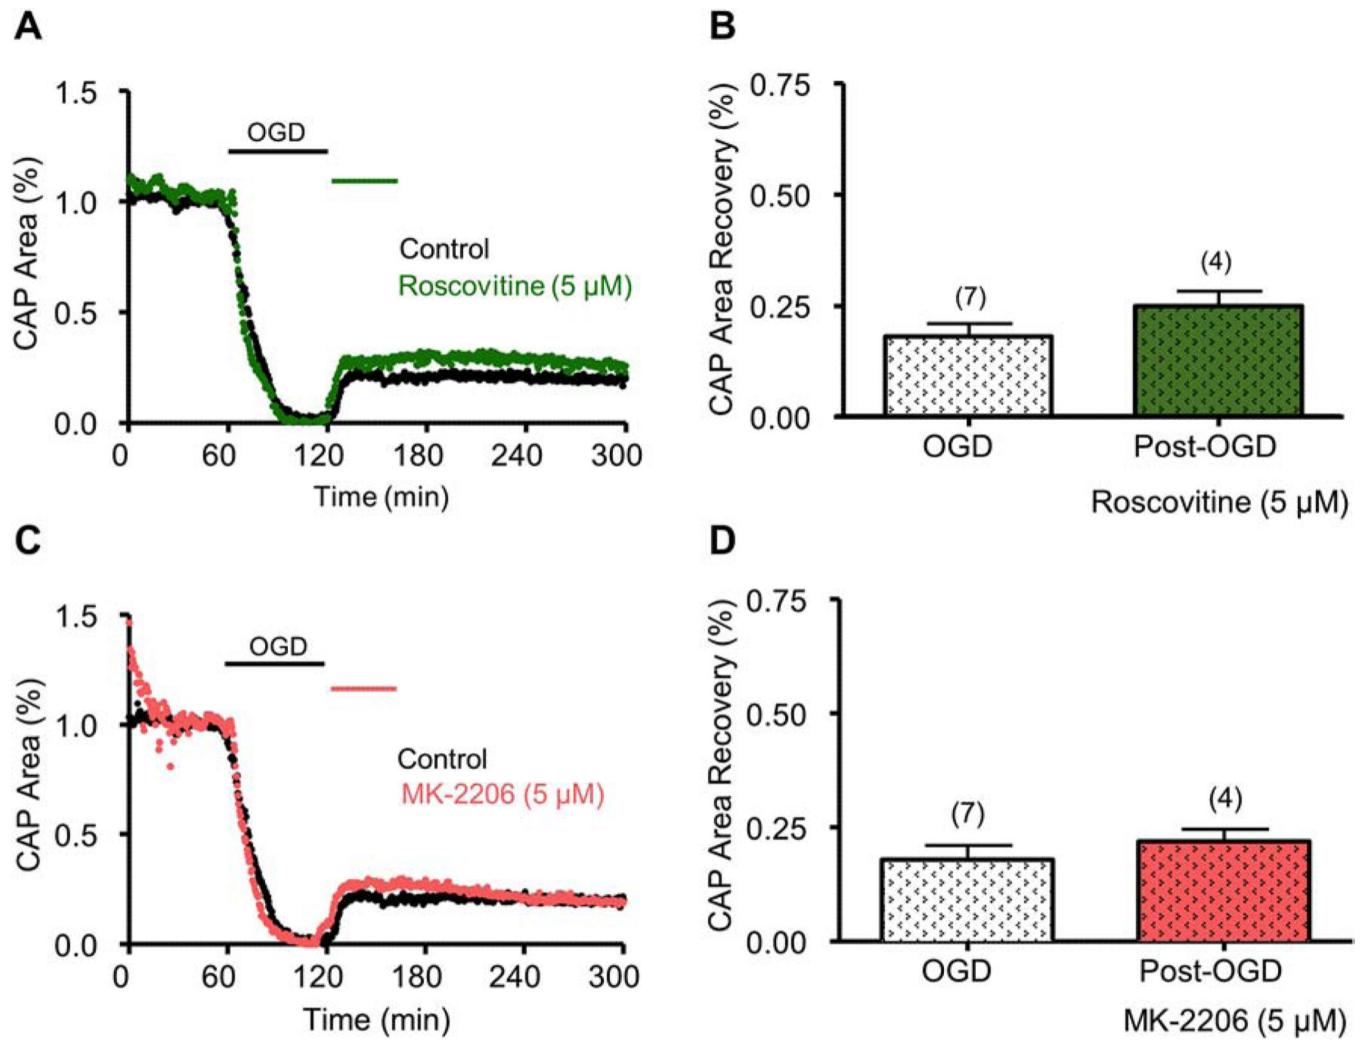 A
1.5
1.0
0.5
0.0
CAP Area (%)
OGD
Control
Roscovitine (5 µM)
0 60 120 180 240 300
Time (min)
B
0.75
0.50
0.25
0.00
CAP Area Recovery (%)
(7)
(4)
OGD Post-OGD
Roscovitine (5 µM)
C
1.5
1.0
0.5
0.0
CAP Area (%)
OGD
Control
MK-2206 (5 µM)
0 60 120 180 240 300
Time (min)
D
0.75
0.50
0.25
0.00
CAP Area Recovery (%)
(7)
(4)
OGD Post-OGD
MK-2206 (5 µM)